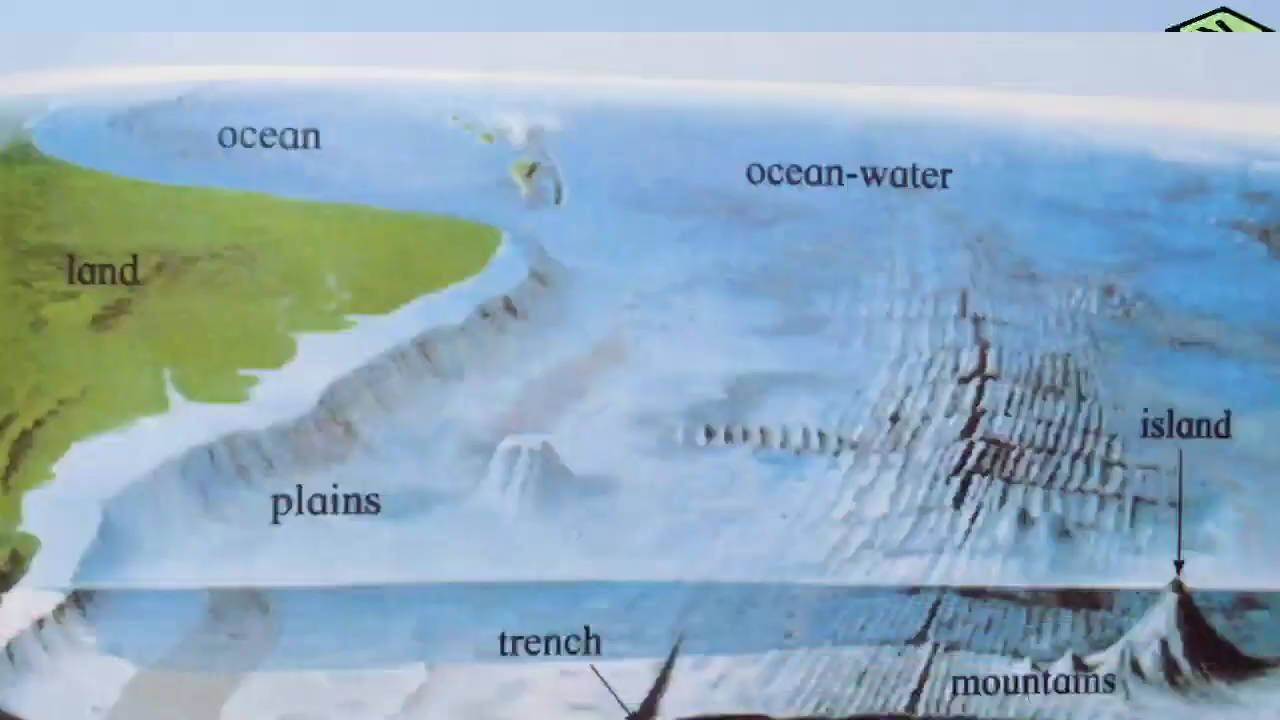 ocean
ocean-water
land
island
plains
trench
mountains